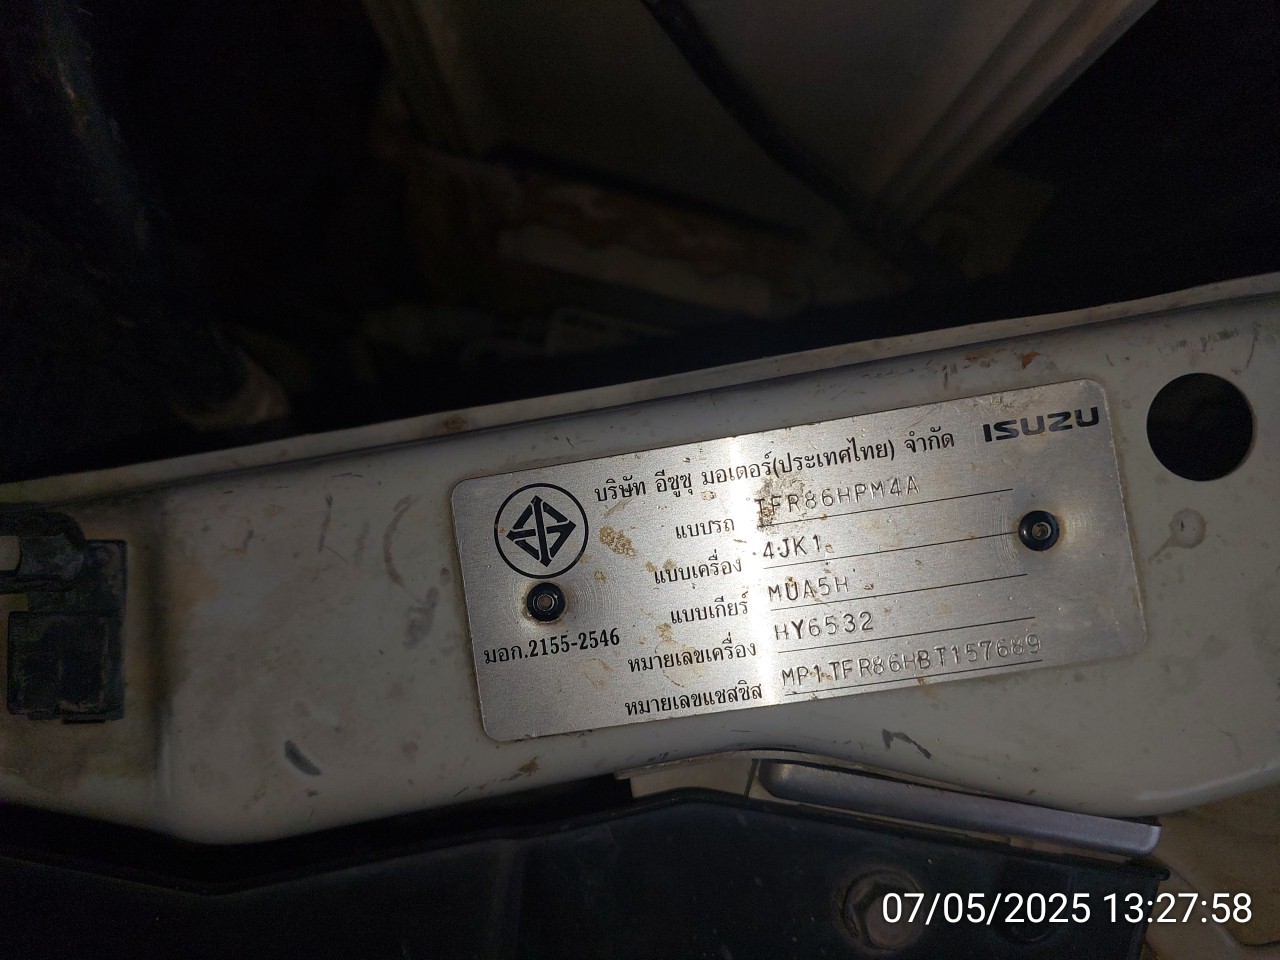 บริษัท อีซูซุ มอเตอร์(ประเทศไทย) จำกัด ISUZU
แบบรถ TFR86HPM4A
แบบเครื่อง 4JK1
แบบเกียร์ MUA5H
มอก.2155-2546 หมายเลขเครื่อง HY6532
หมายเลขแชสซิส MP1TFR86HBT157689
07/05/2025 13:27:58